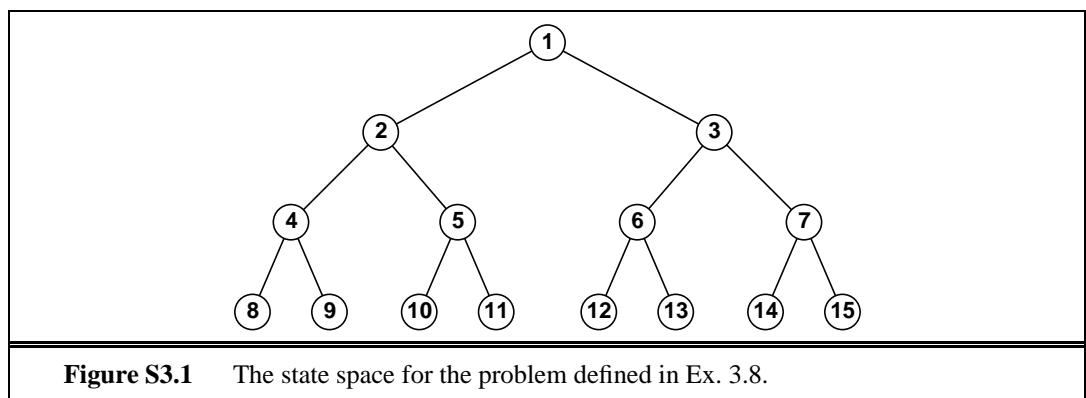 1
2 3
4 5 6 7
8 9 10 11 12 13 14 15
Figure S3.1 The state space for the problem defined in Ex. 3.8.